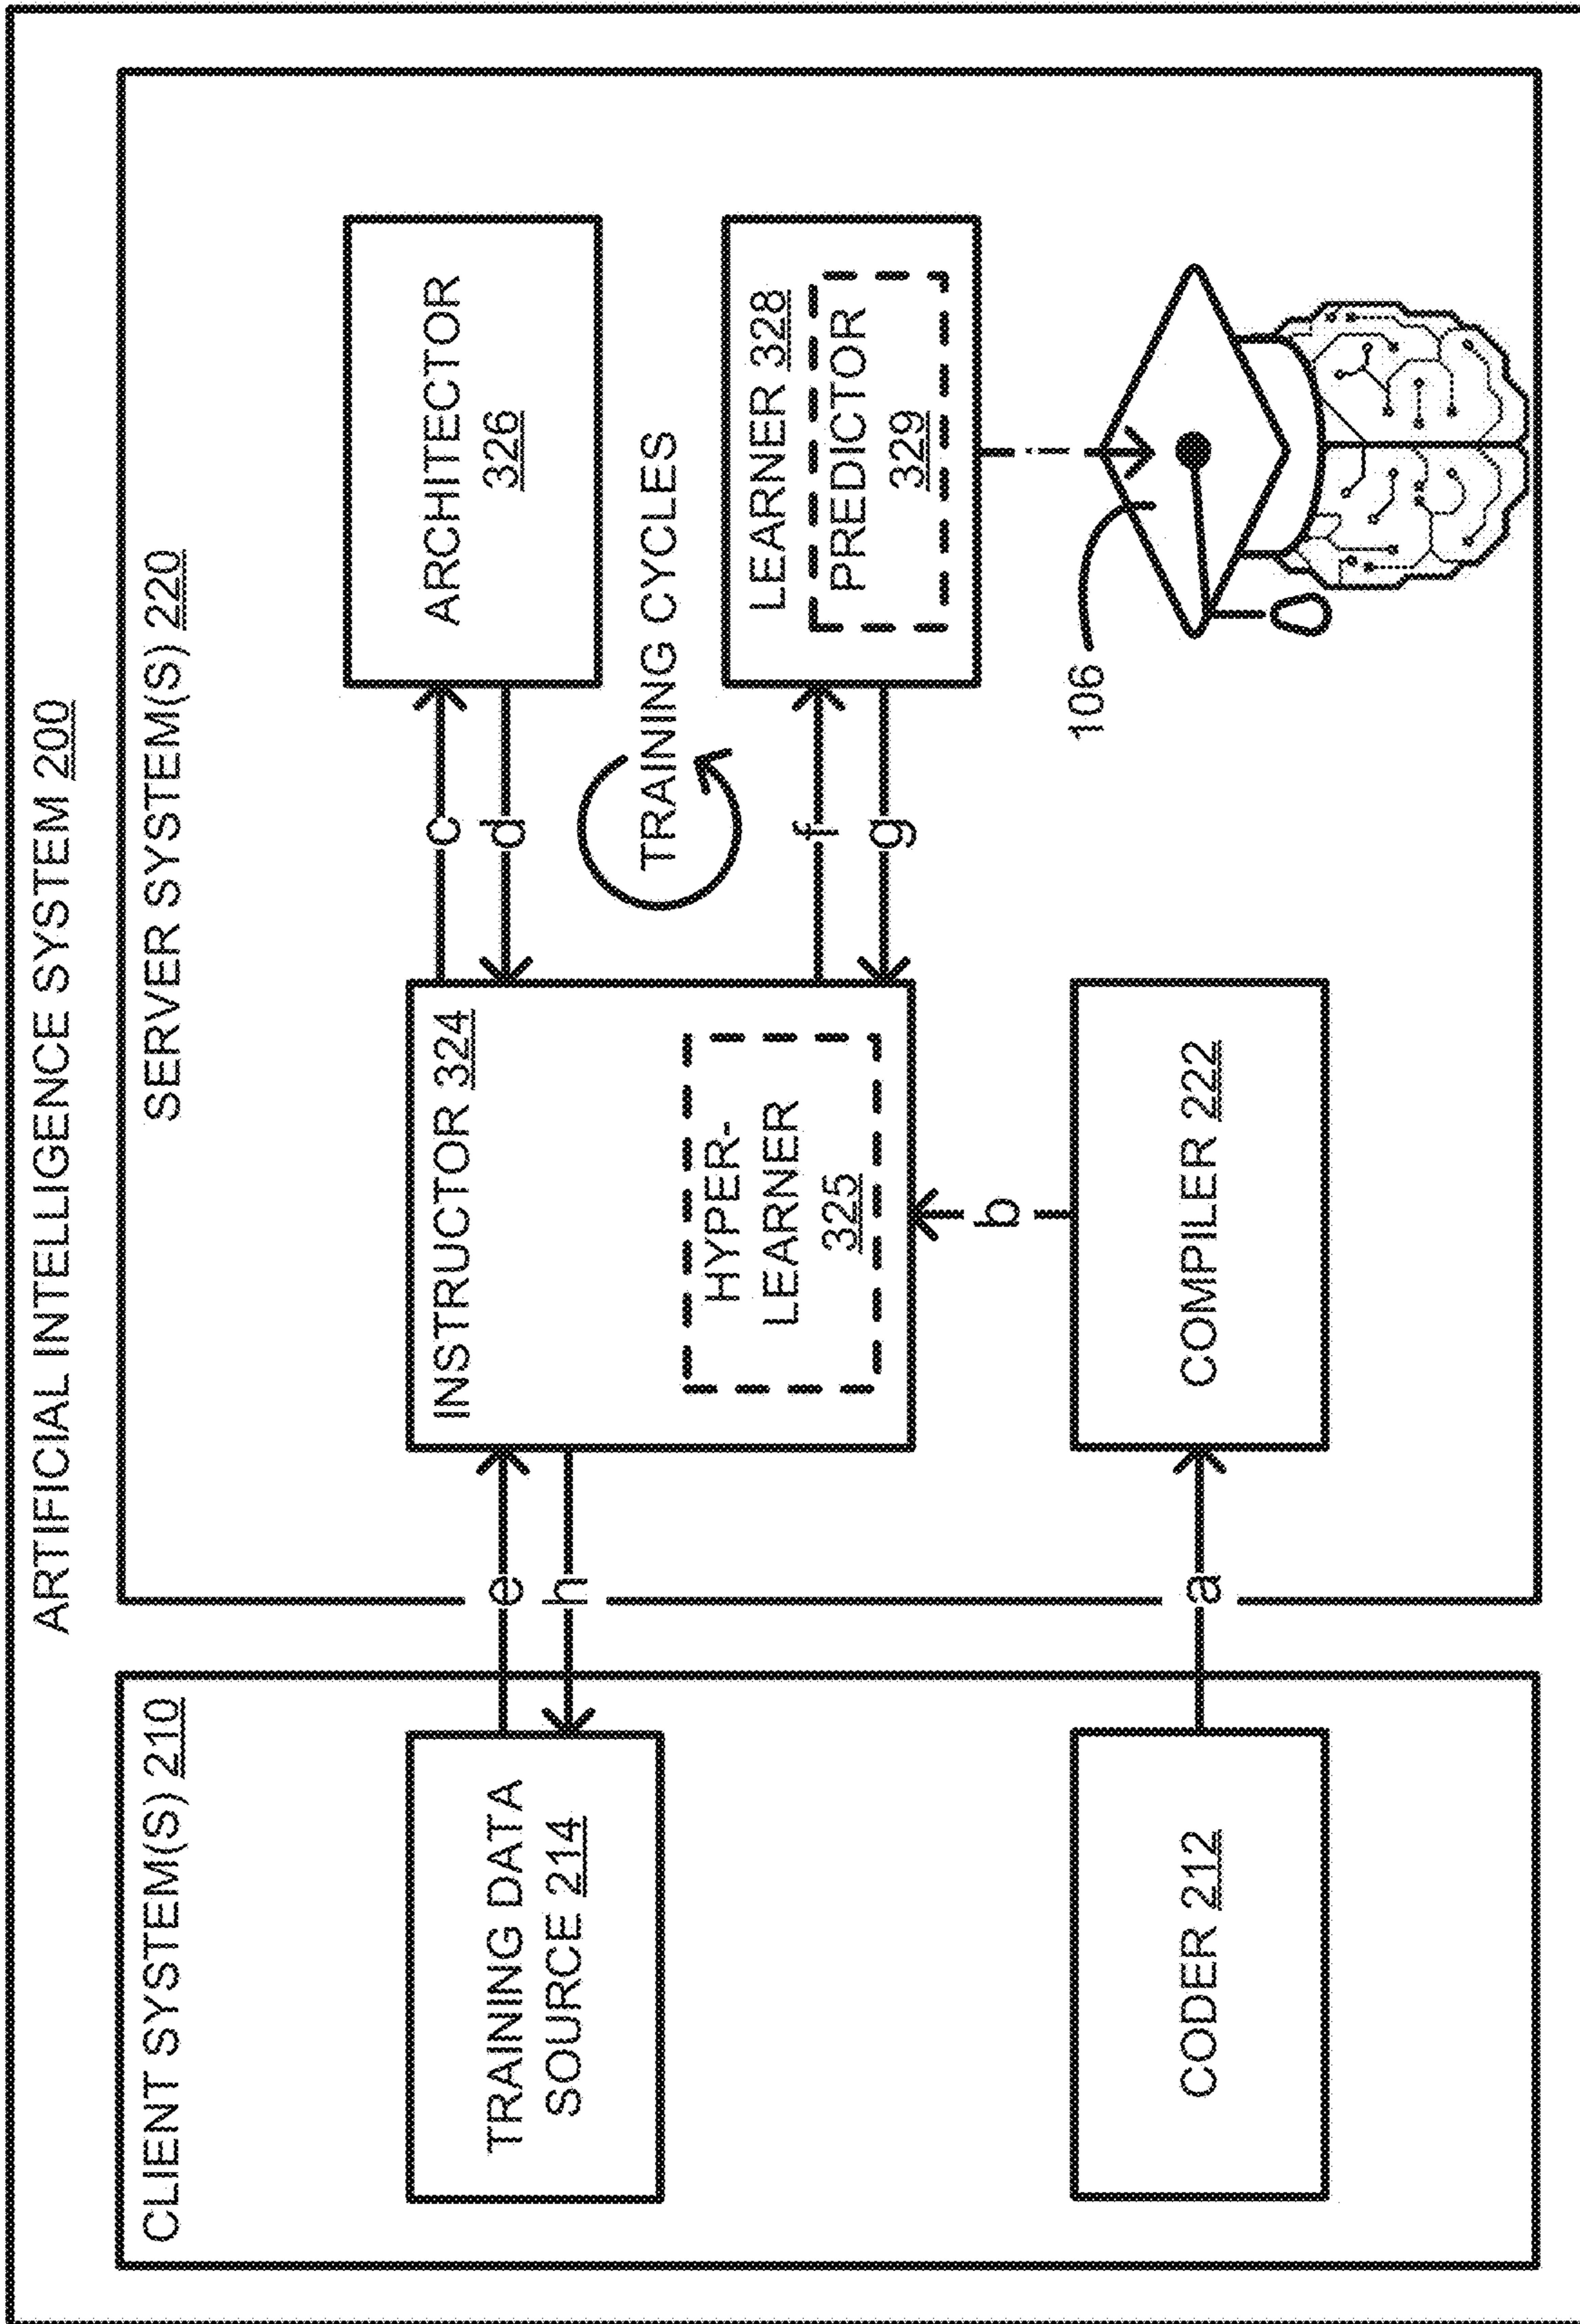 ARTIFICIAL INTELLIGENCE SYSTEM 200
CLIENT SYSTEM(S) 210
TRAINING DATA
SOURCE 214
CODER 212
SERVER SYSTEM(S) 220
e
h
a
INSTRUCTOR 324
HYPER-
LEARNER
325
b
COMPILER 222
c
d
TRAINING CYCLES
f
g
ARCHITECTOR
326
LEARNER 328
PREDICTOR
329
106